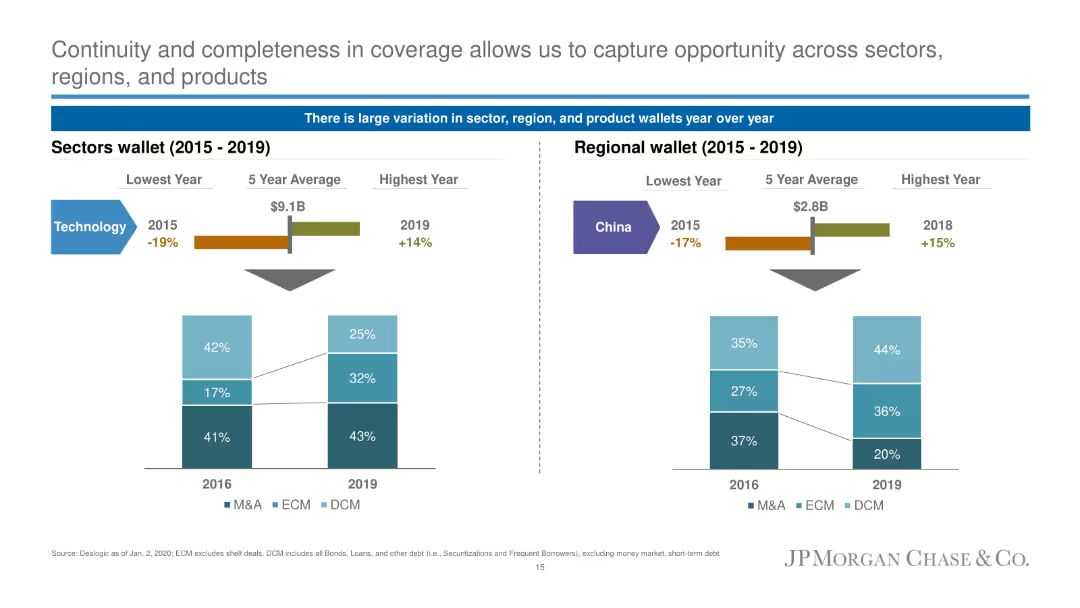 Continuity and completeness in coverage allows us to capture opportunity across sectors,
regions, and products
There is large variation in sector, region, and product wallets year over year
Sectors wallet (2015 - 2019)
Lowest Year 5 Year Average Highest Year
$9.1B
Technology 2015 2019
-19% +14%
42% 25%
17% 32%
41% 43%
2016 2019
M&A ECM DCM
Regional wallet (2015 - 2019)
Lowest Year 5 Year Average Highest Year
$2.8B
China 2015 2018
-17% +15%
35% 44%
27% 36%
37% 20%
2016 2019
M&A ECM DCM
Source: Dealogic as of Jan. 2, 2020; ECM excludes shelf deals. DCM includes all Bonds, Loans, and other debt (i.e., Securtizations and Frequent Borrowers), excluding money market, short-term debt
15
JPMORGAN CHASE & CO.